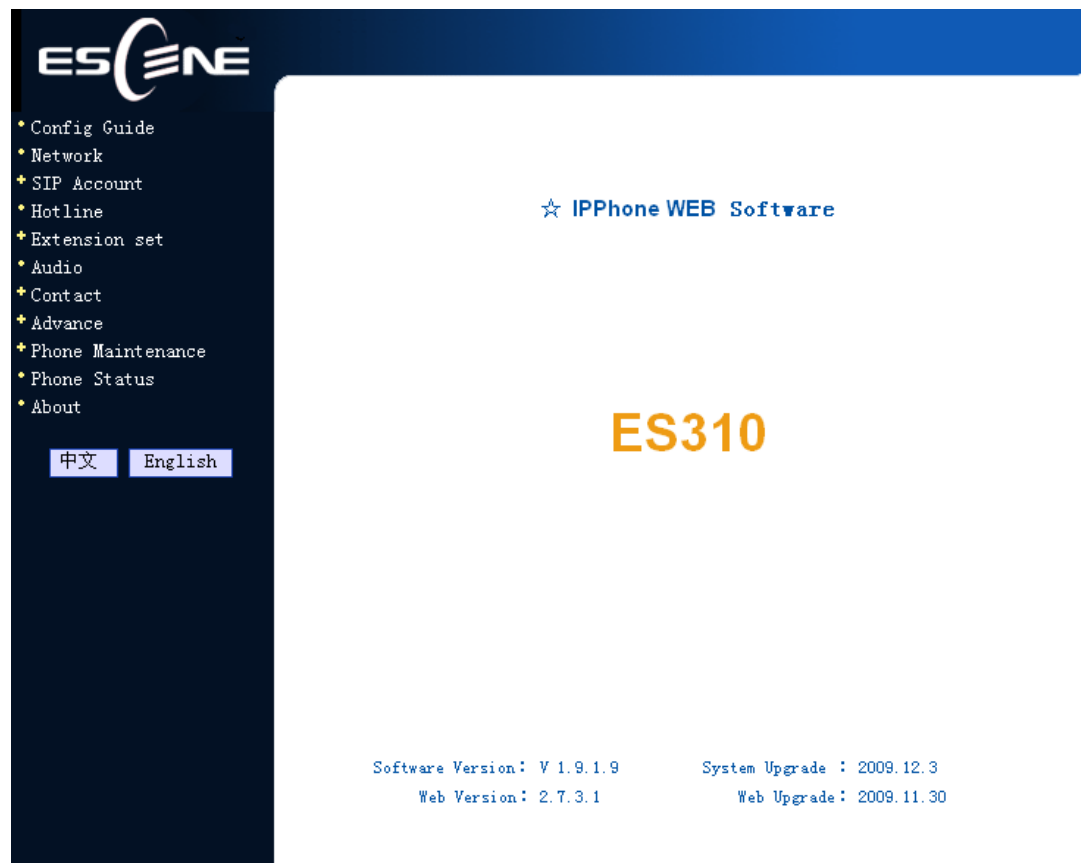 ESCENE
Config Guide
Network
SIP Account
Hotline
Extension set
Audio
Contact
Advance
Phone Maintenance
Phone Status
About
中文 English
☆ IPPhone WEB Software
ES310
Software Version: V 1.9.1.9 System Upgrade : 2009.12.3
Web Version: 2.7.3.1 Web Upgrade: 2009.11.30